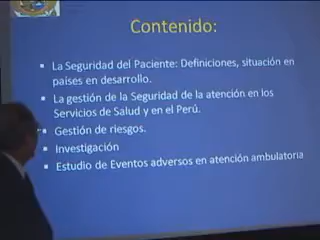 Contenido:
▪ La Seguridad del Paciente: Definiciones, situación en
países en desarrollo.
▪ La gestión de la Seguridad de la atención en los
Servicios de Salud y en el Perú.
▪ Gestión de riesgos.
▪ Investigación
▪ Estudio de Eventos adversos en atención ambulatoria